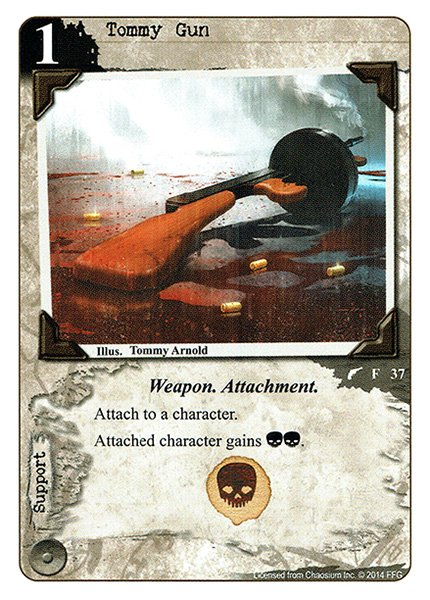 1
Tommy Gun
Illus. Tommy Arnold
F 37
Weapon. Attachment.
Attach to a character.
Attached character gains .
Support
Licensed from Chaosium Inc. © 2014 FFG